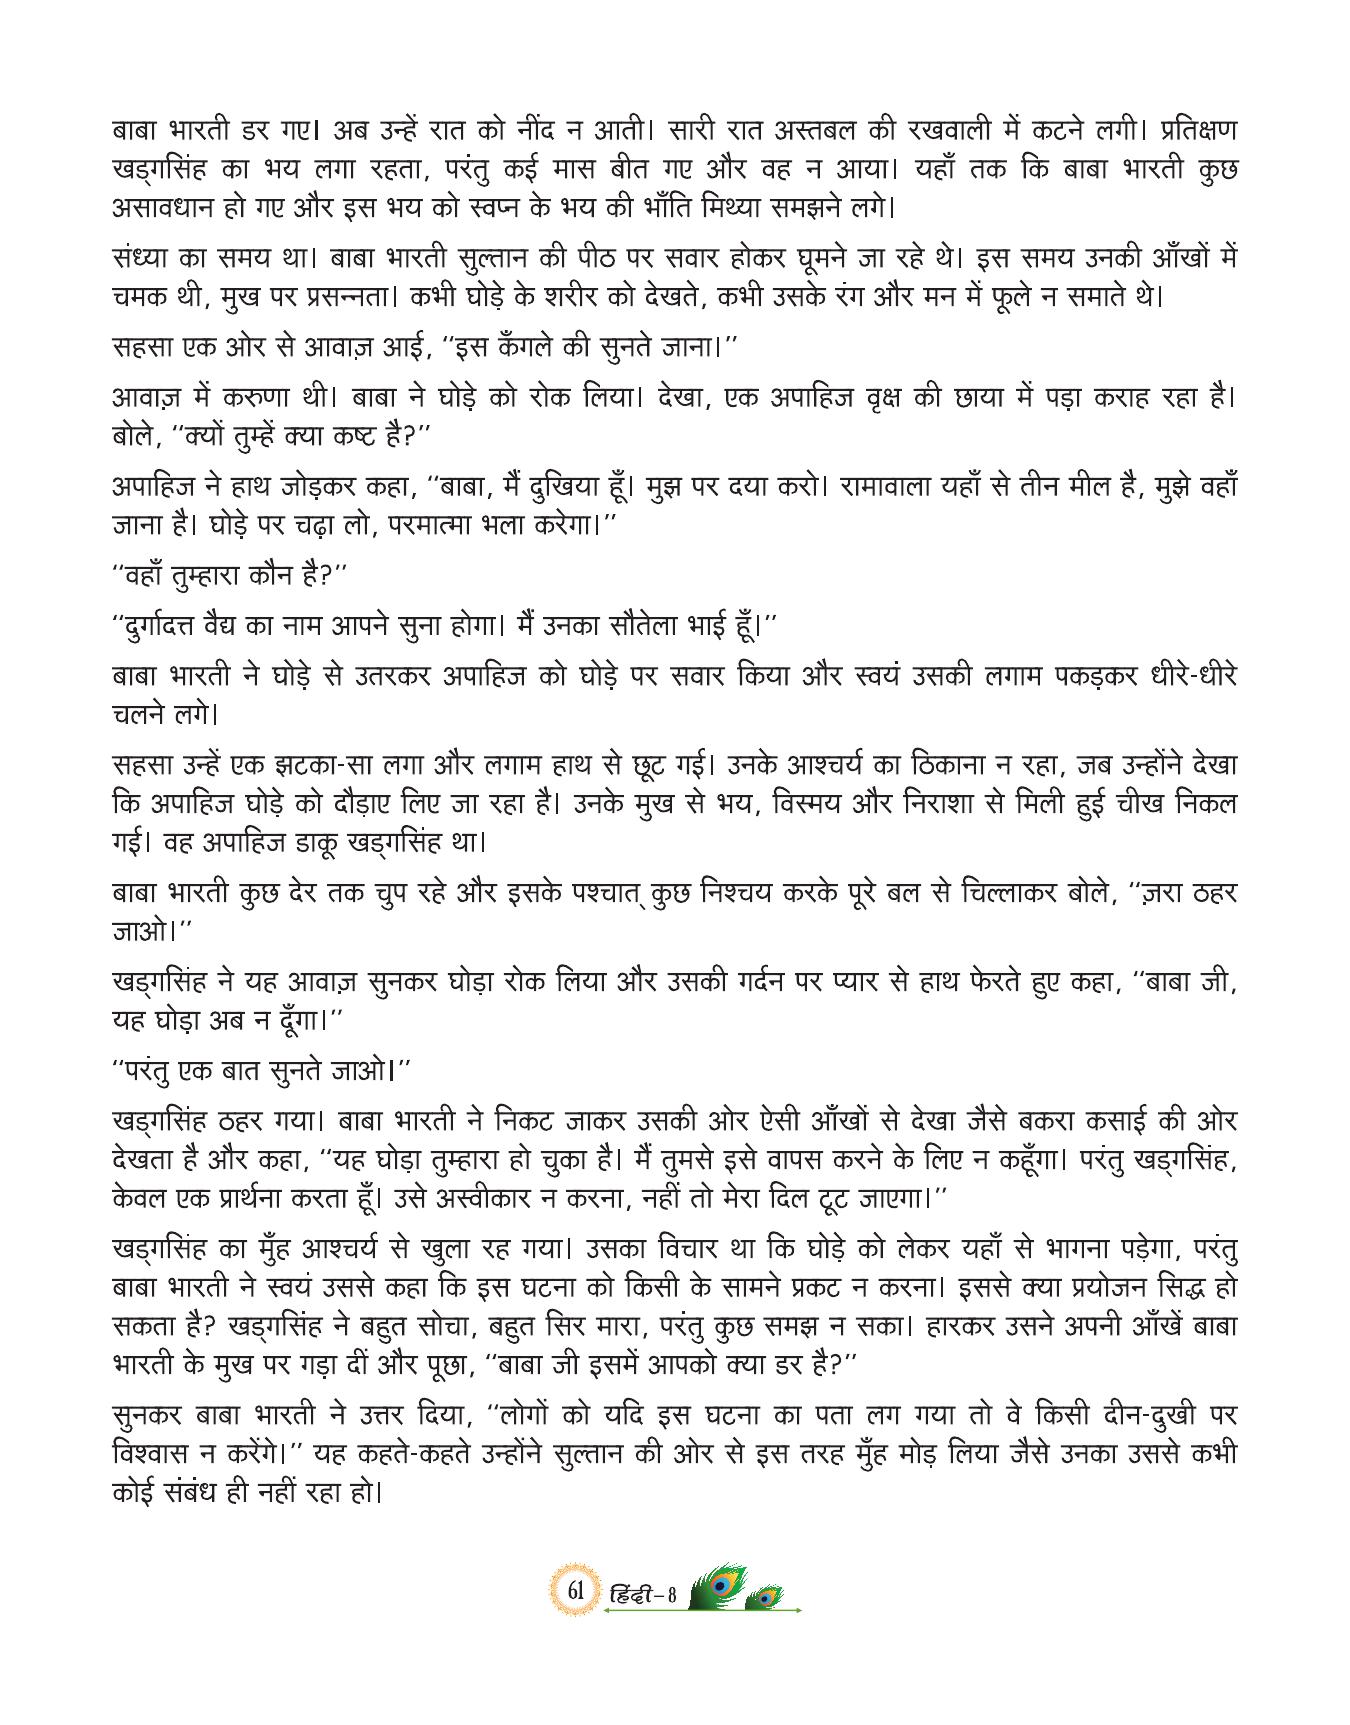 बाबा भारती डर गए। अब उन्हें रात को नींद न आती। सारी रात अस्तबल की रखवाली में कटने लगी। प्रतिक्षण
खड्गसिंह का भय लगा रहता, परंतु कई मास बीत गए और वह न आया। यहाँ तक कि बाबा भारती कुछ
असावधान हो गए और इस भय को स्वप्न के भय की भाँति मिथ्या समझने लगे।
संध्या का समय था। बाबा भारती सुल्तान की पीठ पर सवार होकर घूमने जा रहे थे। इस समय उनकी आँखों में
चमक थी, मुख पर प्रसन्नता। कभी घोड़े के शरीर को देखते, कभी उसके रंग और मन में फूले न समाते थे।
सहसा एक ओर से आवाज़ आई, ‘‘इस कँगले की सुनते जाना।’’
आवाज़ में करुणा थी। बाबा ने घोड़े को रोक लिया। देखा, एक अपाहिज वृक्ष की छाया में पड़ा कराह रहा है।
बोले, ‘‘क्यों तुम्हें क्या कष्ट है?’’
अपाहिज ने हाथ जोड़कर कहा, ‘‘बाबा, मैं दुखिया हूँ। मुझ पर दया करो। रामावाला यहाँ से तीन मील है, मुझे वहाँ
जाना है। घोड़े पर चढ़ा लो, परमात्मा भला करेगा।’’
‘‘वहाँ तुम्हारा कौन है?’’
‘‘दुर्गादत्त वैद्य का नाम आपने सुना होगा। मैं उनका सौतेला भाई हूँ।’’
बाबा भारती ने घोड़े से उतरकर अपाहिज को घोड़े पर सवार किया और स्वयं उसकी लगाम पकड़कर धीरे-धीरे
चलने लगे।
सहसा उन्हें एक झटका-सा लगा और लगाम हाथ से छूट गई। उनके आश्चर्य का ठिकाना न रहा, जब उन्होंने देखा
कि अपाहिज घोड़े को दौड़ाए लिए जा रहा है। उनके मुख से भय, विस्मय और निराशा से मिली हुई चीख निकल
गई। वह अपाहिज डाकू खड्गसिंह था।
बाबा भारती कुछ देर तक चुप रहे और इसके पश्चात् कुछ निश्चय करके पूरे बल से चिल्लाकर बोले, ‘‘ज़रा ठहर
जाओ।’’
खड्गसिंह ने यह आवाज़ सुनकर घोड़ा रोक लिया और उसकी गर्दन पर प्यार से हाथ फेरते हुए कहा, ‘‘बाबा जी,
यह घोड़ा अब न दूँगा।’’
‘‘परंतु एक बात सुनते जाओ।’’
खड्गसिंह ठहर गया। बाबा भारती ने निकट जाकर उसकी ओर ऐसी आँखों से देखा जैसे बकरा कसाई की ओर
देखता है और कहा, ‘‘यह घोड़ा तुम्हारा हो चुका है। मैं तुमसे इसे वापस करने के लिए न कहूँगा। परंतु खड्गसिंह,
केवल एक प्रार्थना करता हूँ। उसे अस्वीकार न करना, नहीं तो मेरा दिल टूट जाएगा।’’
खड्गसिंह का मुँह आश्चर्य से खुला रह गया। उसका विचार था कि घोड़े को लेकर यहाँ से भागना पड़ेगा, परंतु
बाबा भारती ने स्वयं उससे कहा कि इस घटना को किसी के सामने प्रकट न करना। इससे क्या प्रयोजन सिद्ध हो
सकता है? खड्गसिंह ने बहुत सोचा, बहुत सिर मारा, परंतु कुछ समझ न सका। हारकर उसने अपनी आँखें बाबा
भारती के मुख पर गड़ा दीं और पूछा, ‘‘बाबा जी इसमें आपको क्या डर है?’’
सुनकर बाबा भारती ने उत्तर दिया, ‘‘लोगों को यदि इस घटना का पता लग गया तो वे किसी दीन-दुखी पर
विश्वास न करेंगे।’’ यह कहते-कहते उन्होंने सुल्तान की ओर से इस तरह मुँह मोड़ लिया जैसे उनका उससे कभी
कोई संबंध ही नहीं रहा हो।
61 हिंदी–8